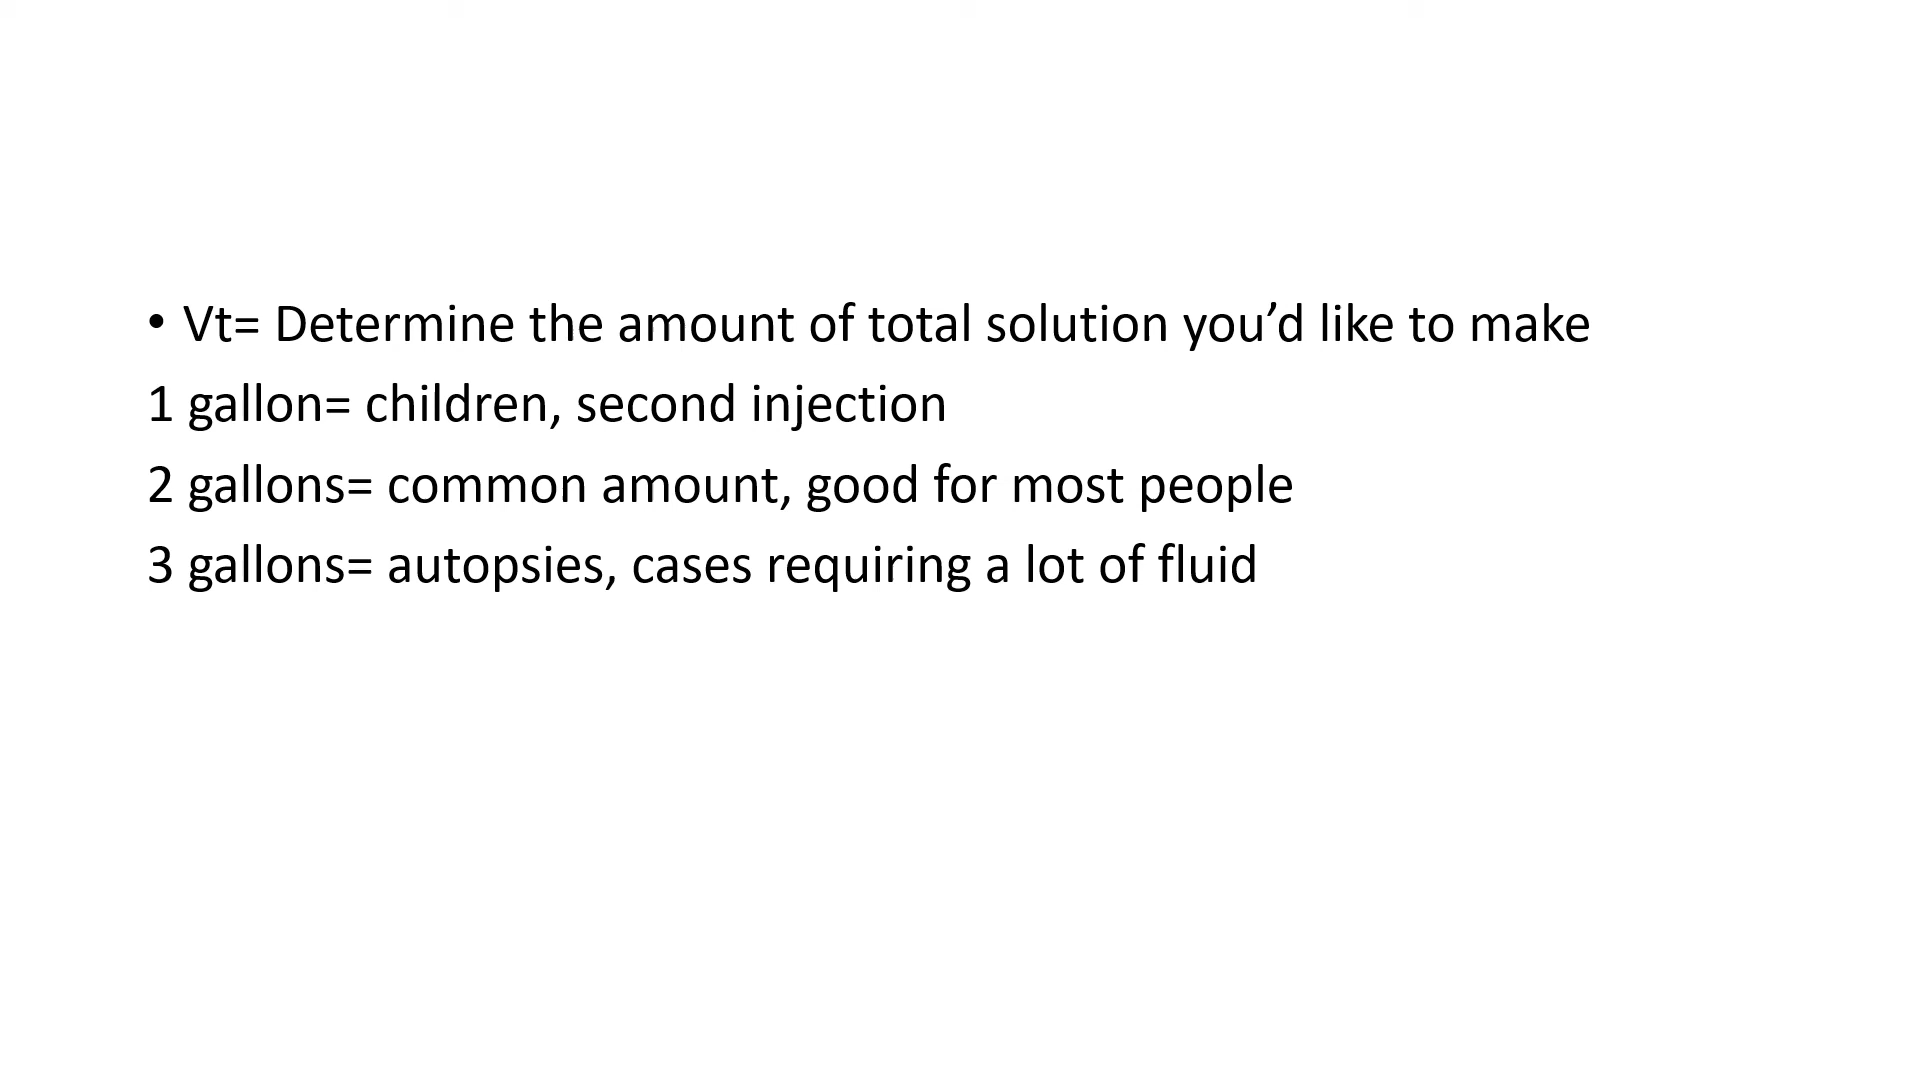 • Vt= Determine the amount of total solution you’d like to make
1 gallon= children, second injection
2 gallons= common amount, good for most people
3 gallons= autopsies, cases requiring a lot of fluid